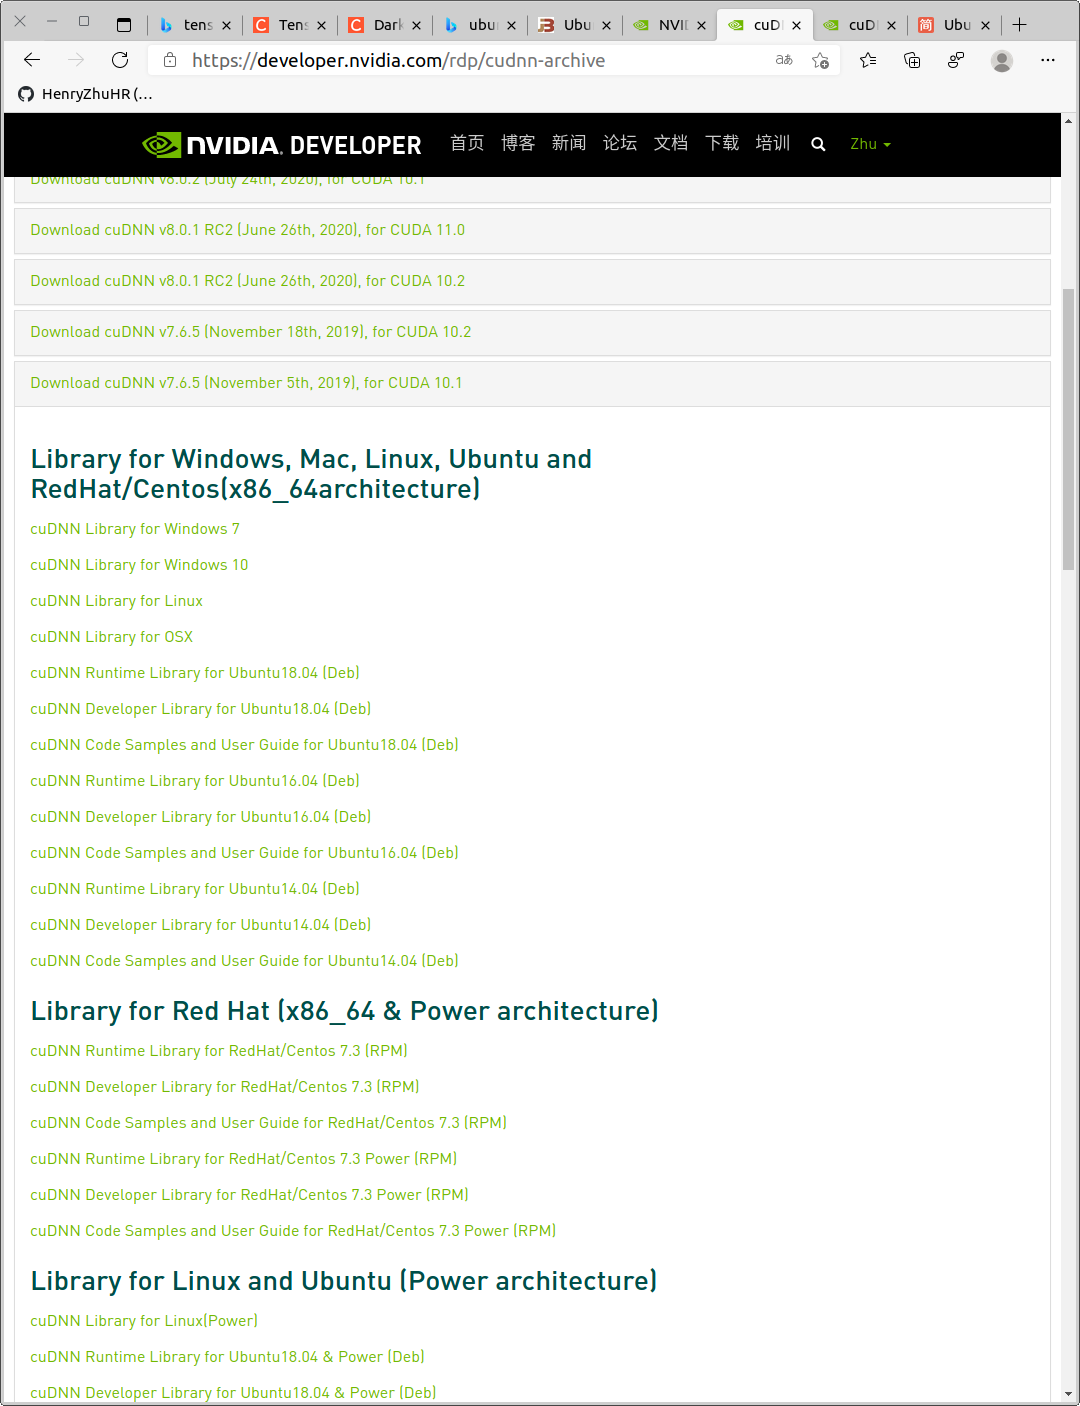 tens
Tens
Dark
ubu
Ubu
NVID
cuD
cuD
Ubu
https://developer.nvidia.com/rdp/cudnn-archive
HenryZhuHR (...
NVIDIA. DEVELOPER 首页 博客 新闻 论坛 文档 下载 培训 Zhu
Download cuDNN v8.0.2 (July 24th, 2020), for CUDA 10.1
Download cuDNN v8.0.1 RC2 (June 26th, 2020), for CUDA 11.0
Download cuDNN v8.0.1 RC2 (June 26th, 2020), for CUDA 10.2
Download cuDNN v7.6.5 (November 18th, 2019), for CUDA 10.2
Download cuDNN v7.6.5 (November 5th, 2019), for CUDA 10.1
Library for Windows, Mac, Linux, Ubuntu and
RedHat/Centos(x86_64architecture)
cuDNN Library for Windows 7
cuDNN Library for Windows 10
cuDNN Library for Linux
cuDNN Library for OSX
cuDNN Runtime Library for Ubuntu18.04 (Deb)
cuDNN Developer Library for Ubuntu18.04 (Deb)
cuDNN Code Samples and User Guide for Ubuntu18.04 (Deb)
cuDNN Runtime Library for Ubuntu16.04 (Deb)
cuDNN Developer Library for Ubuntu16.04 (Deb)
cuDNN Code Samples and User Guide for Ubuntu16.04 (Deb)
cuDNN Runtime Library for Ubuntu14.04 (Deb)
cuDNN Developer Library for Ubuntu14.04 (Deb)
cuDNN Code Samples and User Guide for Ubuntu14.04 (Deb)
Library for Red Hat (x86_64 & Power architecture)
cuDNN Runtime Library for RedHat/Centos 7.3 (RPM)
cuDNN Developer Library for RedHat/Centos 7.3 (RPM)
cuDNN Code Samples and User Guide for RedHat/Centos 7.3 (RPM)
cuDNN Runtime Library for RedHat/Centos 7.3 Power (RPM)
cuDNN Developer Library for RedHat/Centos 7.3 Power (RPM)
cuDNN Code Samples and User Guide for RedHat/Centos 7.3 Power (RPM)
Library for Linux and Ubuntu (Power architecture)
cuDNN Library for Linux(Power)
cuDNN Runtime Library for Ubuntu18.04 & Power (Deb)
cuDNN Developer Library for Ubuntu18.04 & Power (Deb)